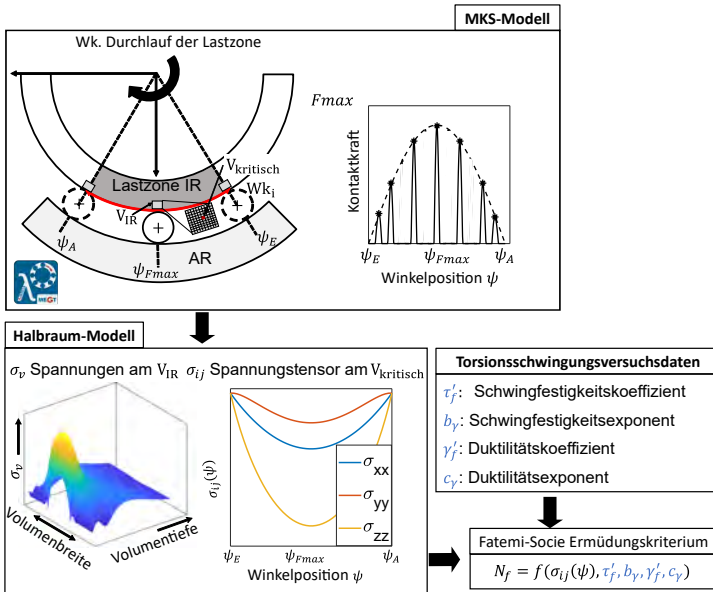 MKS-Modell
Wk. Durchlauf der Lastzone
Lastzone IR
V_kritisch
Wk_i
V_IR
ψ_A
ψ_Fmax
ψ_E
AR
λ
MEGT
Fmax
Kontaktkraft
ψ_E ψ_Fmax ψ_A
Winkelposition ψ
Halbraum-Modell
σ_v Spannungen am V_IR σ_ij Spannungstensor am V_kritisch
σ_v
Volumenbreite
Volumentiefe
σ_ij(ψ)
σ_xx
σ_yy
σ_zz
ψ_E ψ_Fmax ψ_A
Winkelposition ψ
Torsionsschwingungsversuchsdaten
τ′_f: Schwingfestigkeitskoeffizient
b_γ: Schwingfestigkeitsexponent
γ′_f: Duktilitätskoeffizient
c_γ: Duktilitätsexponent
Fatemi-Socie Ermüdungskriterium
N_f = f(σ_ij(ψ), τ′_f, b_γ, γ′_f, c_γ)